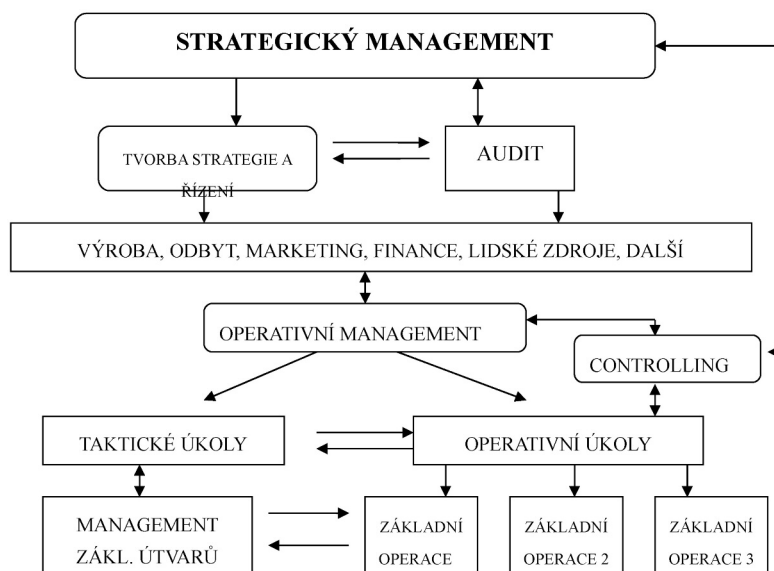 STRATEGICKÝ MANAGEMENT
TVORBA STRATEGIE A
ŘÍZENÍ
AUDIT
VÝROBA, ODBYT, MARKETING, FINANCE, LIDSKÉ ZDROJE, DALŠÍ
OPERATIVNÍ MANAGEMENT
CONTROLLING
TAKTICKÉ ÚKOLY
OPERATIVNÍ ÚKOLY
MANAGEMENT
ZÁKL. ÚTVARŮ
ZÁKLADNÍ
OPERACE
ZÁKLADNÍ
OPERACE 2
ZÁKLADNÍ
OPERACE 3